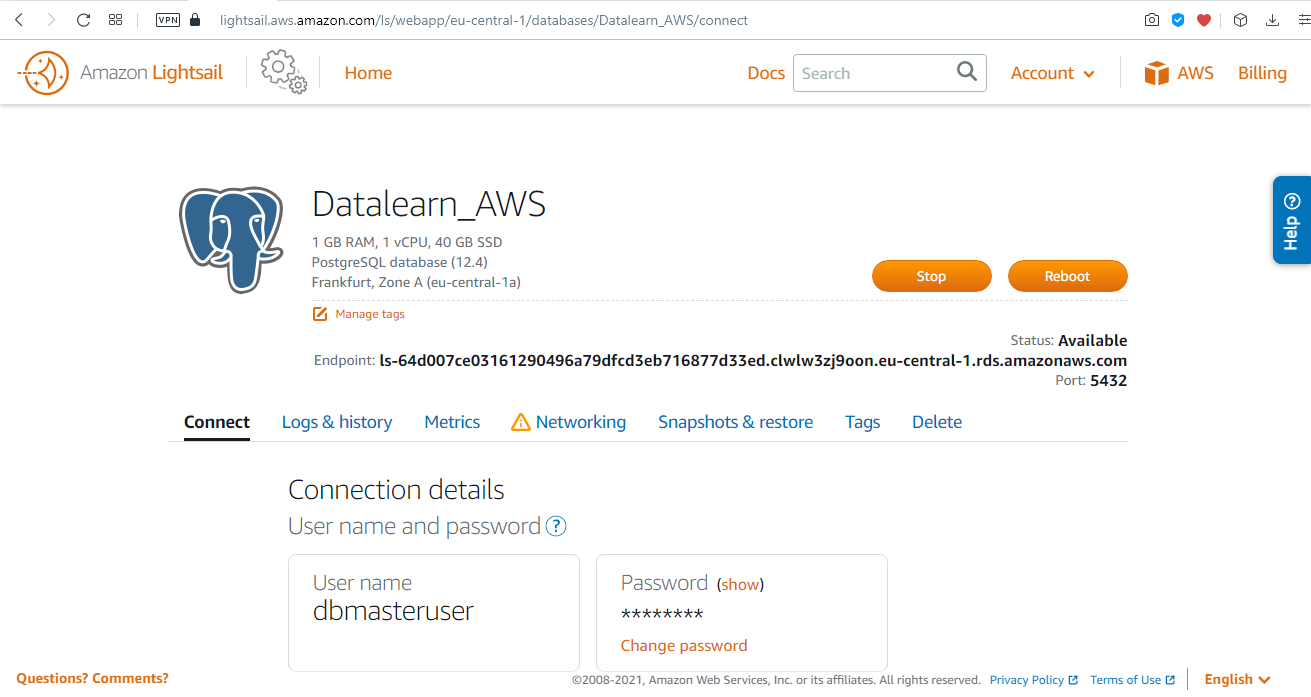 VPN lightsail.aws.amazon.com/ls/webapp/eu-central-1/databases/Datalearn_AWS/connect
Amazon Lightsail Home Docs Search Account AWS Billing
Datalearn_AWS
1 GB RAM, 1 vCPU, 40 GB SSD
PostgreSQL database (12.4)
Frankfurt, Zone A (eu-central-1a)
Stop Reboot
Help
Manage tags
Status: Available
Endpoint: ls-64d007ce03161290496a79dfcd3eb716877d33ed.clwlw3zj9oon.eu-central-1.rds.amazonaws.com
Port: 5432
Connect Logs & history Metrics Networking Snapshots & restore Tags Delete
Connection details
User name and password ?
User name
dbmasteruser
Password (show)
********
Change password
Questions? Comments? ©2008-2021, Amazon Web Services, Inc. or its affiliates. All rights reserved. Privacy Policy Terms of Use English